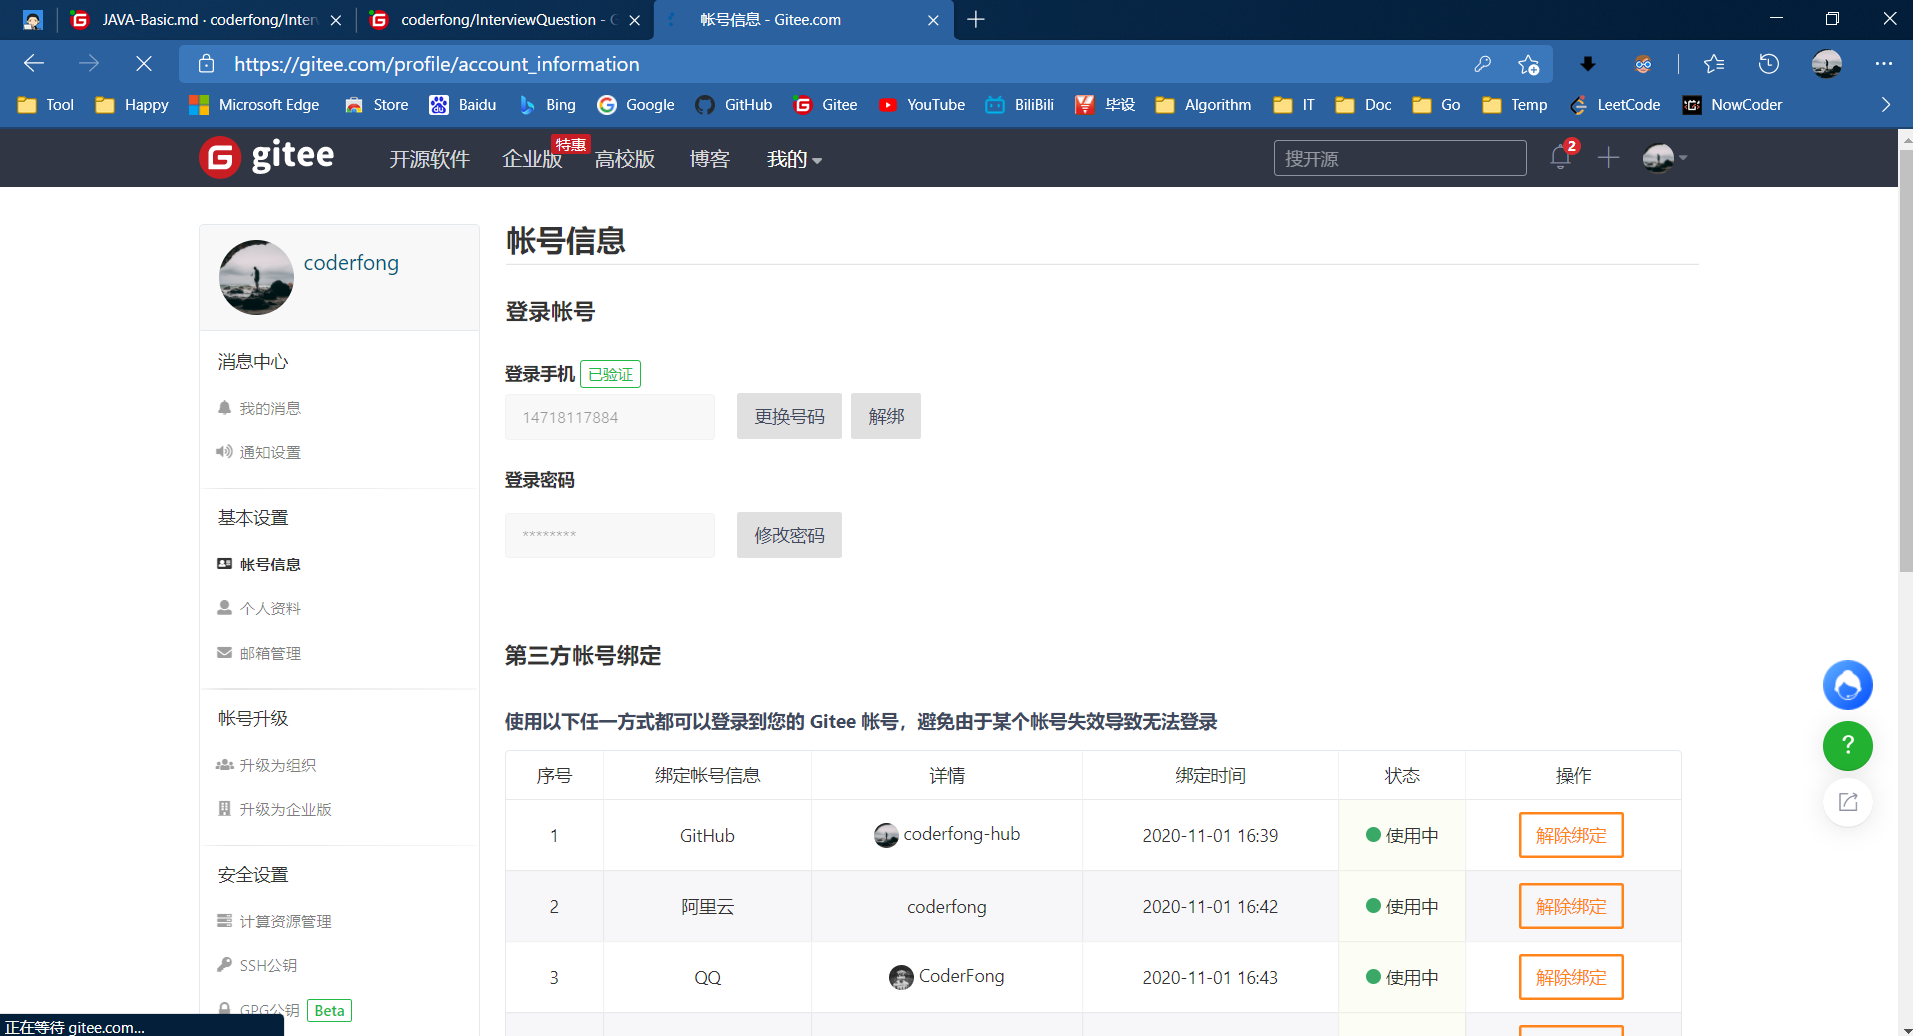 JAVA-Basic.md · coderfong/Inter
coderfong/InterviewQuestion - G
帐号信息 - Gitee.com
https://gitee.com/profile/account_information
Tool Happy Microsoft Edge Store Baidu Bing Google GitHub Gitee YouTube BiliBili 毕设 Algorithm IT Doc Go Temp LeetCode NowCoder
gitee 开源软件 企业版 特惠 高校版 博客 我的 搜开源 2
coderfong
消息中心
我的消息
通知设置
基本设置
帐号信息
个人资料
邮箱管理
帐号升级
升级为组织
升级为企业版
安全设置
计算资源管理
SSH公钥
GPG公钥 Beta
正在等待 gitee.com...
帐号信息
登录帐号
登录手机 已验证
14718117884 更换号码 解绑
登录密码
******** 修改密码
第三方帐号绑定
使用以下任一方式都可以登录到您的 Gitee 帐号，避免由于某个帐号失效导致无法登录
序号 绑定帐号信息 详情 绑定时间 状态 操作
1 GitHub coderfong-hub 2020-11-01 16:39 使用中 解除绑定
2 阿里云 coderfong 2020-11-01 16:42 使用中 解除绑定
3 QQ CoderFong 2020-11-01 16:43 使用中 解除绑定
?